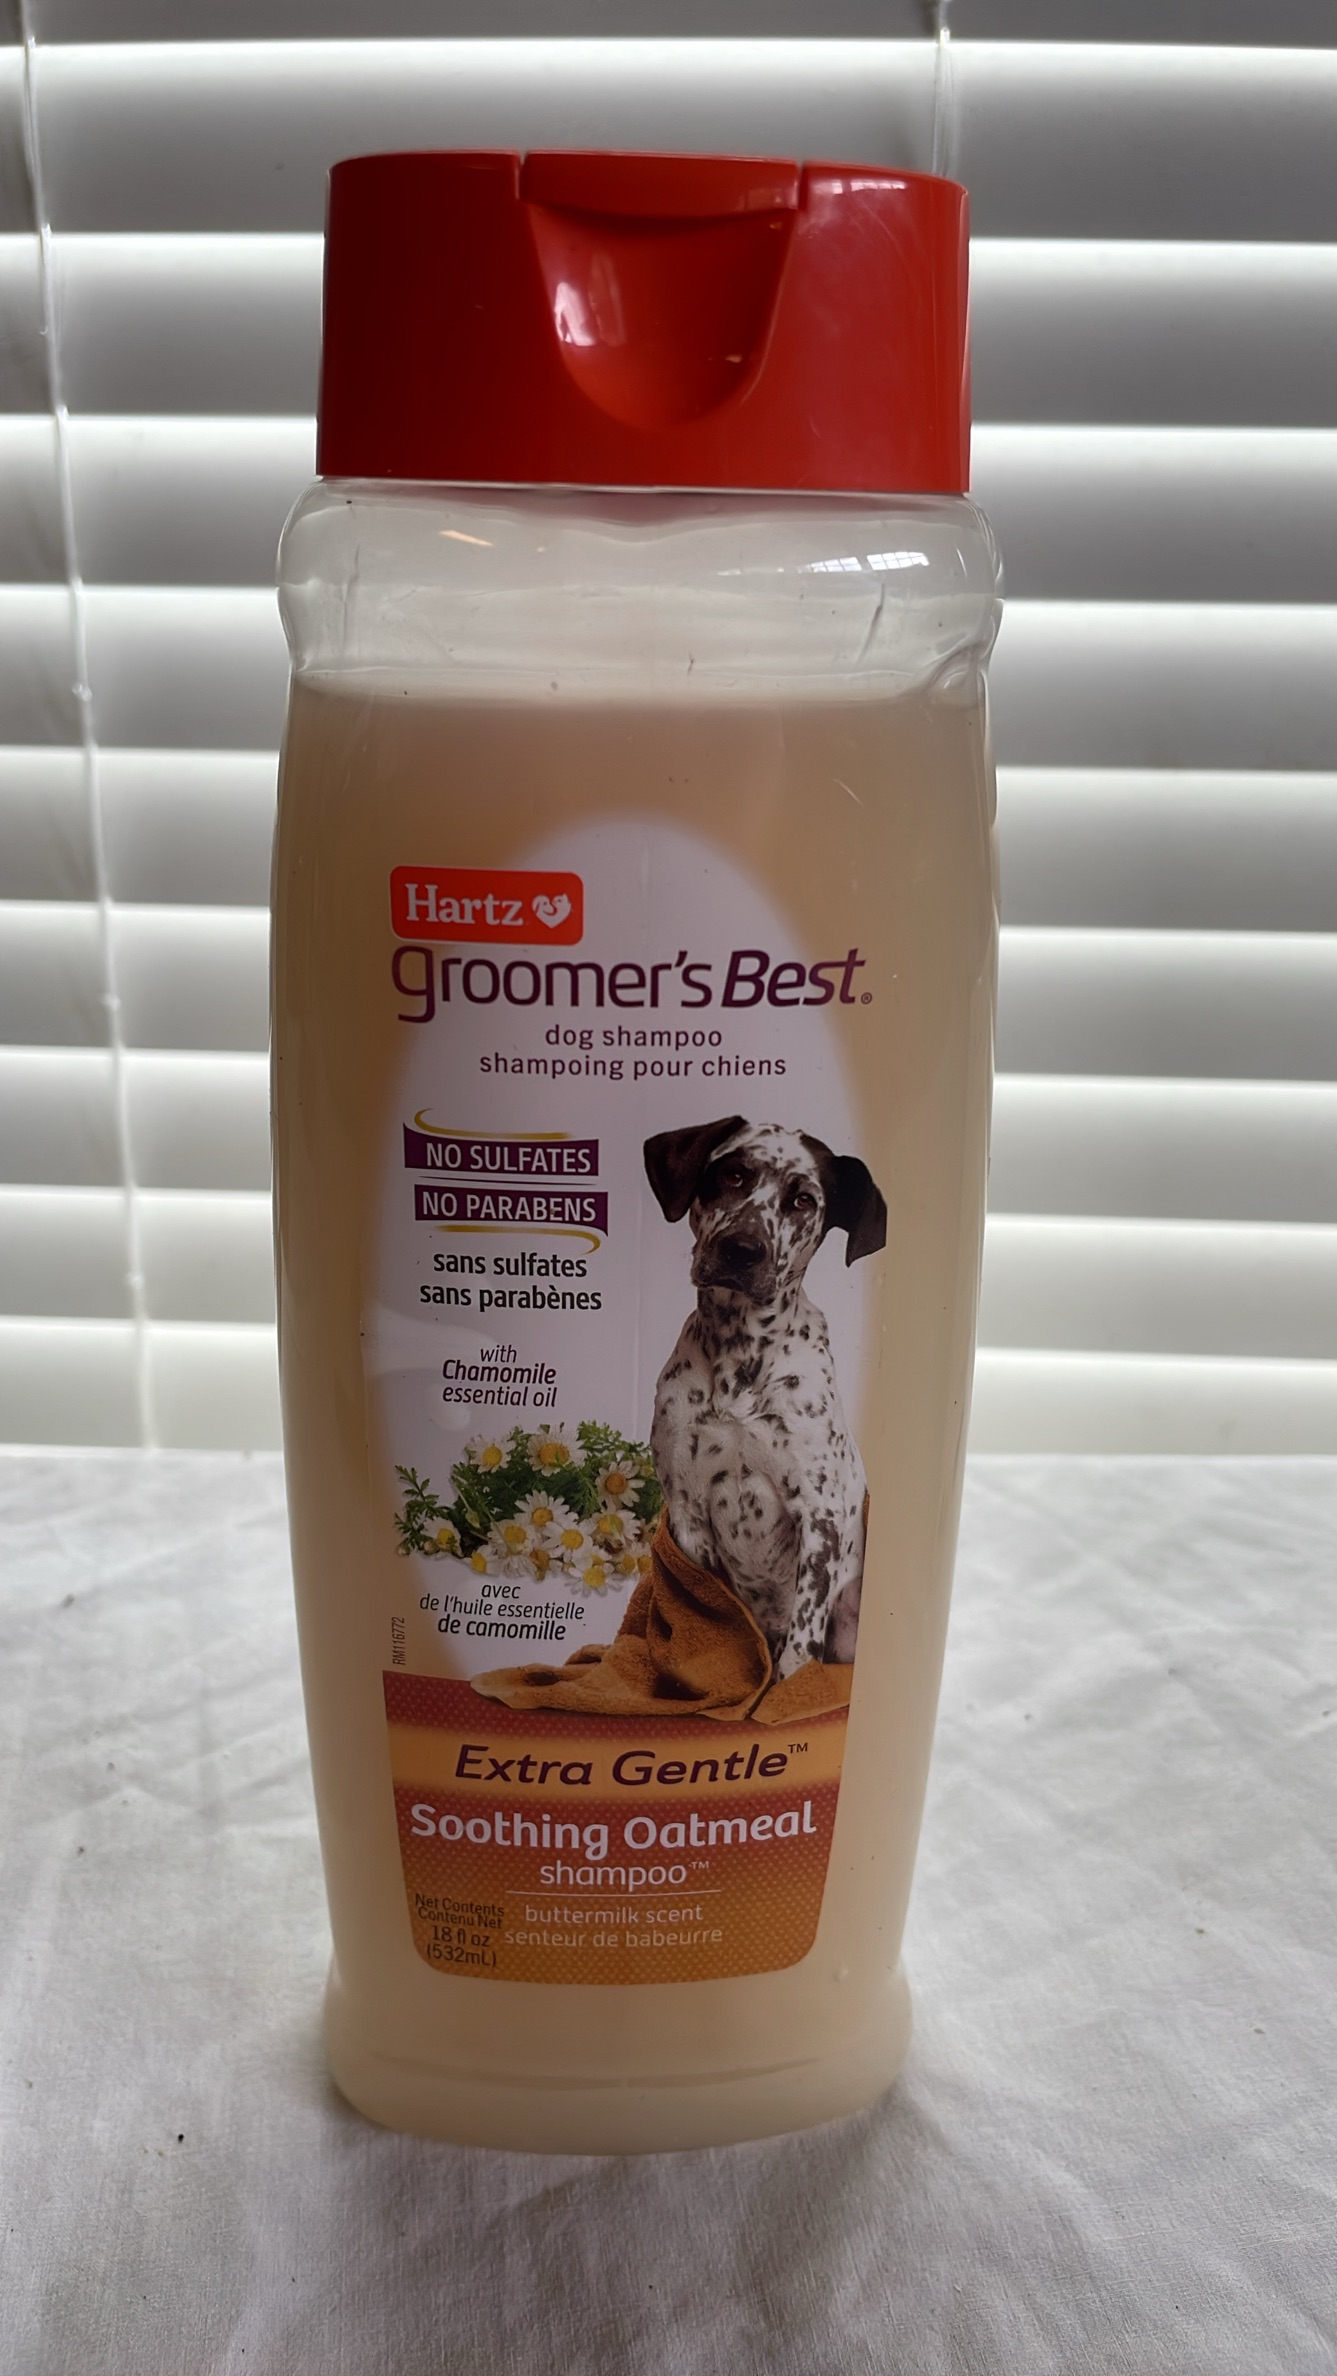 Hartz
groomer's Best®
dog shampoo
shampoing pour chiens
NO SULFATES
NO PARABENS
sans sulfates
sans parabènes
with
Chamomile
essential oil
avec
de l'huile essentielle
de camomille
RM116772
Extra Gentle™
Soothing Oatmeal
shampoo™
buttermilk scent
senteur de babeurre
Net Contents
Contenu Net
18 fl oz
(532mL)